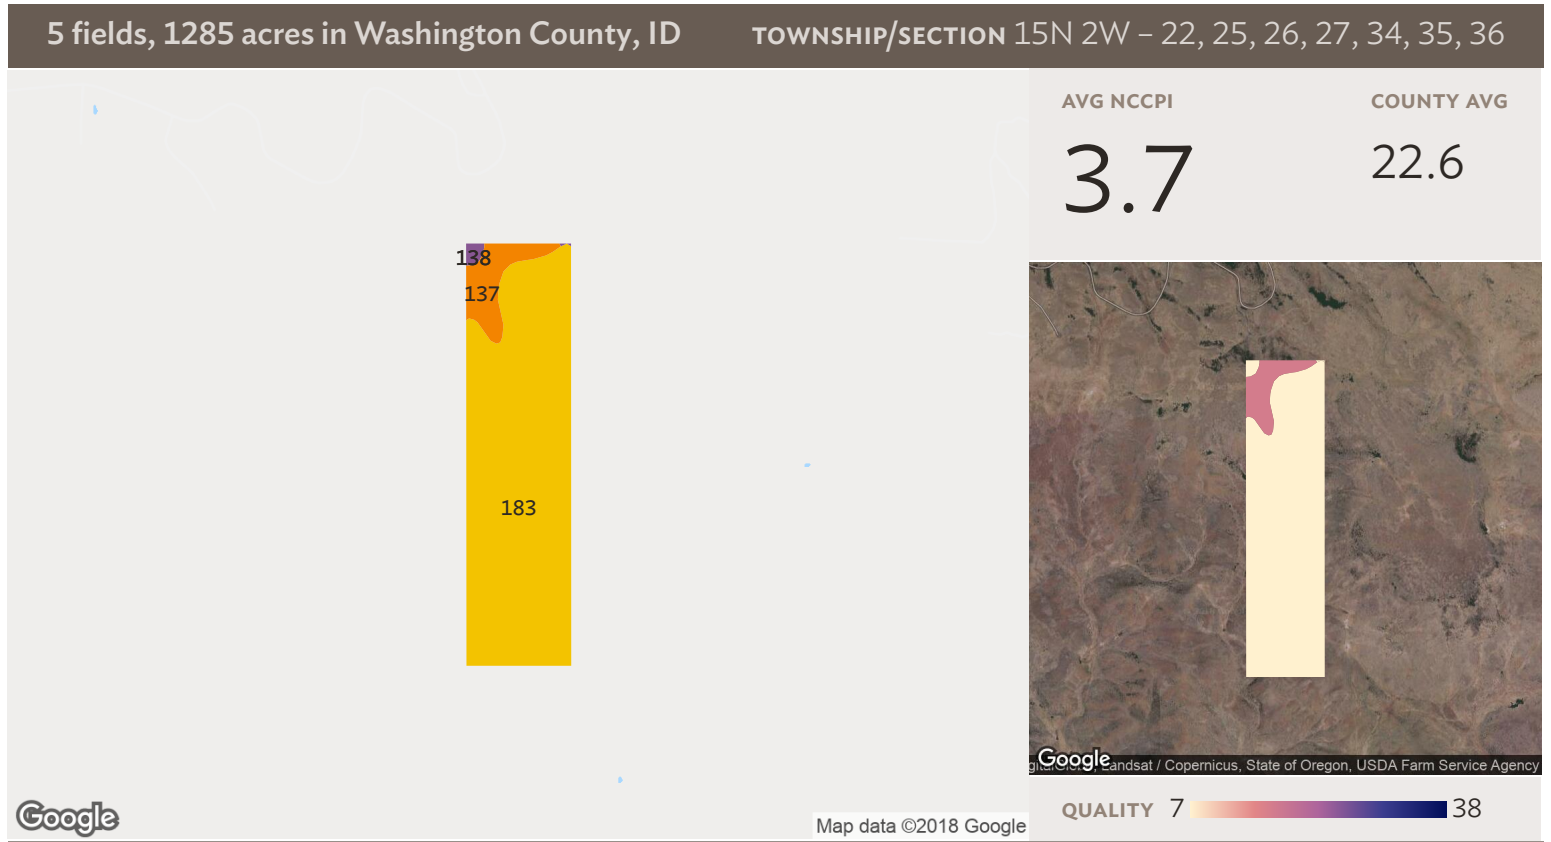 5 fields, 1285 acres in Washington County, ID
TOWNSHIP/SECTION 15N 2W – 22, 25, 26, 27, 34, 35, 36
AVG NCCPI
COUNTY AVG
3.7
22.6
138
137
183
Google
Map data ©2018 Google
Google
Landsat / Copernicus, State of Oregon, USDA Farm Service Agency
QUALITY 7 38